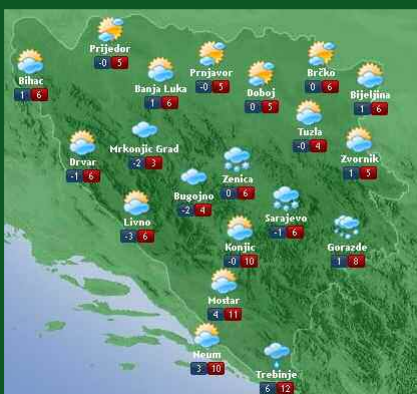 Prijedor
-0 5
Bihac
1 6
Banja Luka
1 6
Prnjavor
-0 5
Doboj
0 5
Brčko
0 6
Bijeljina
1 6
Tuzla
-0 4
Zvornik
1 5
Drvar
-1 6
Mrkonjic Grad
-2 3
Bugojno
-2 4
Zenica
0 6
Sarajevo
-1 6
Gorazde
1 8
Livno
-3 6
Konjic
-0 10
Mostar
4 11
Neum
3 10
Trebinje
6 12